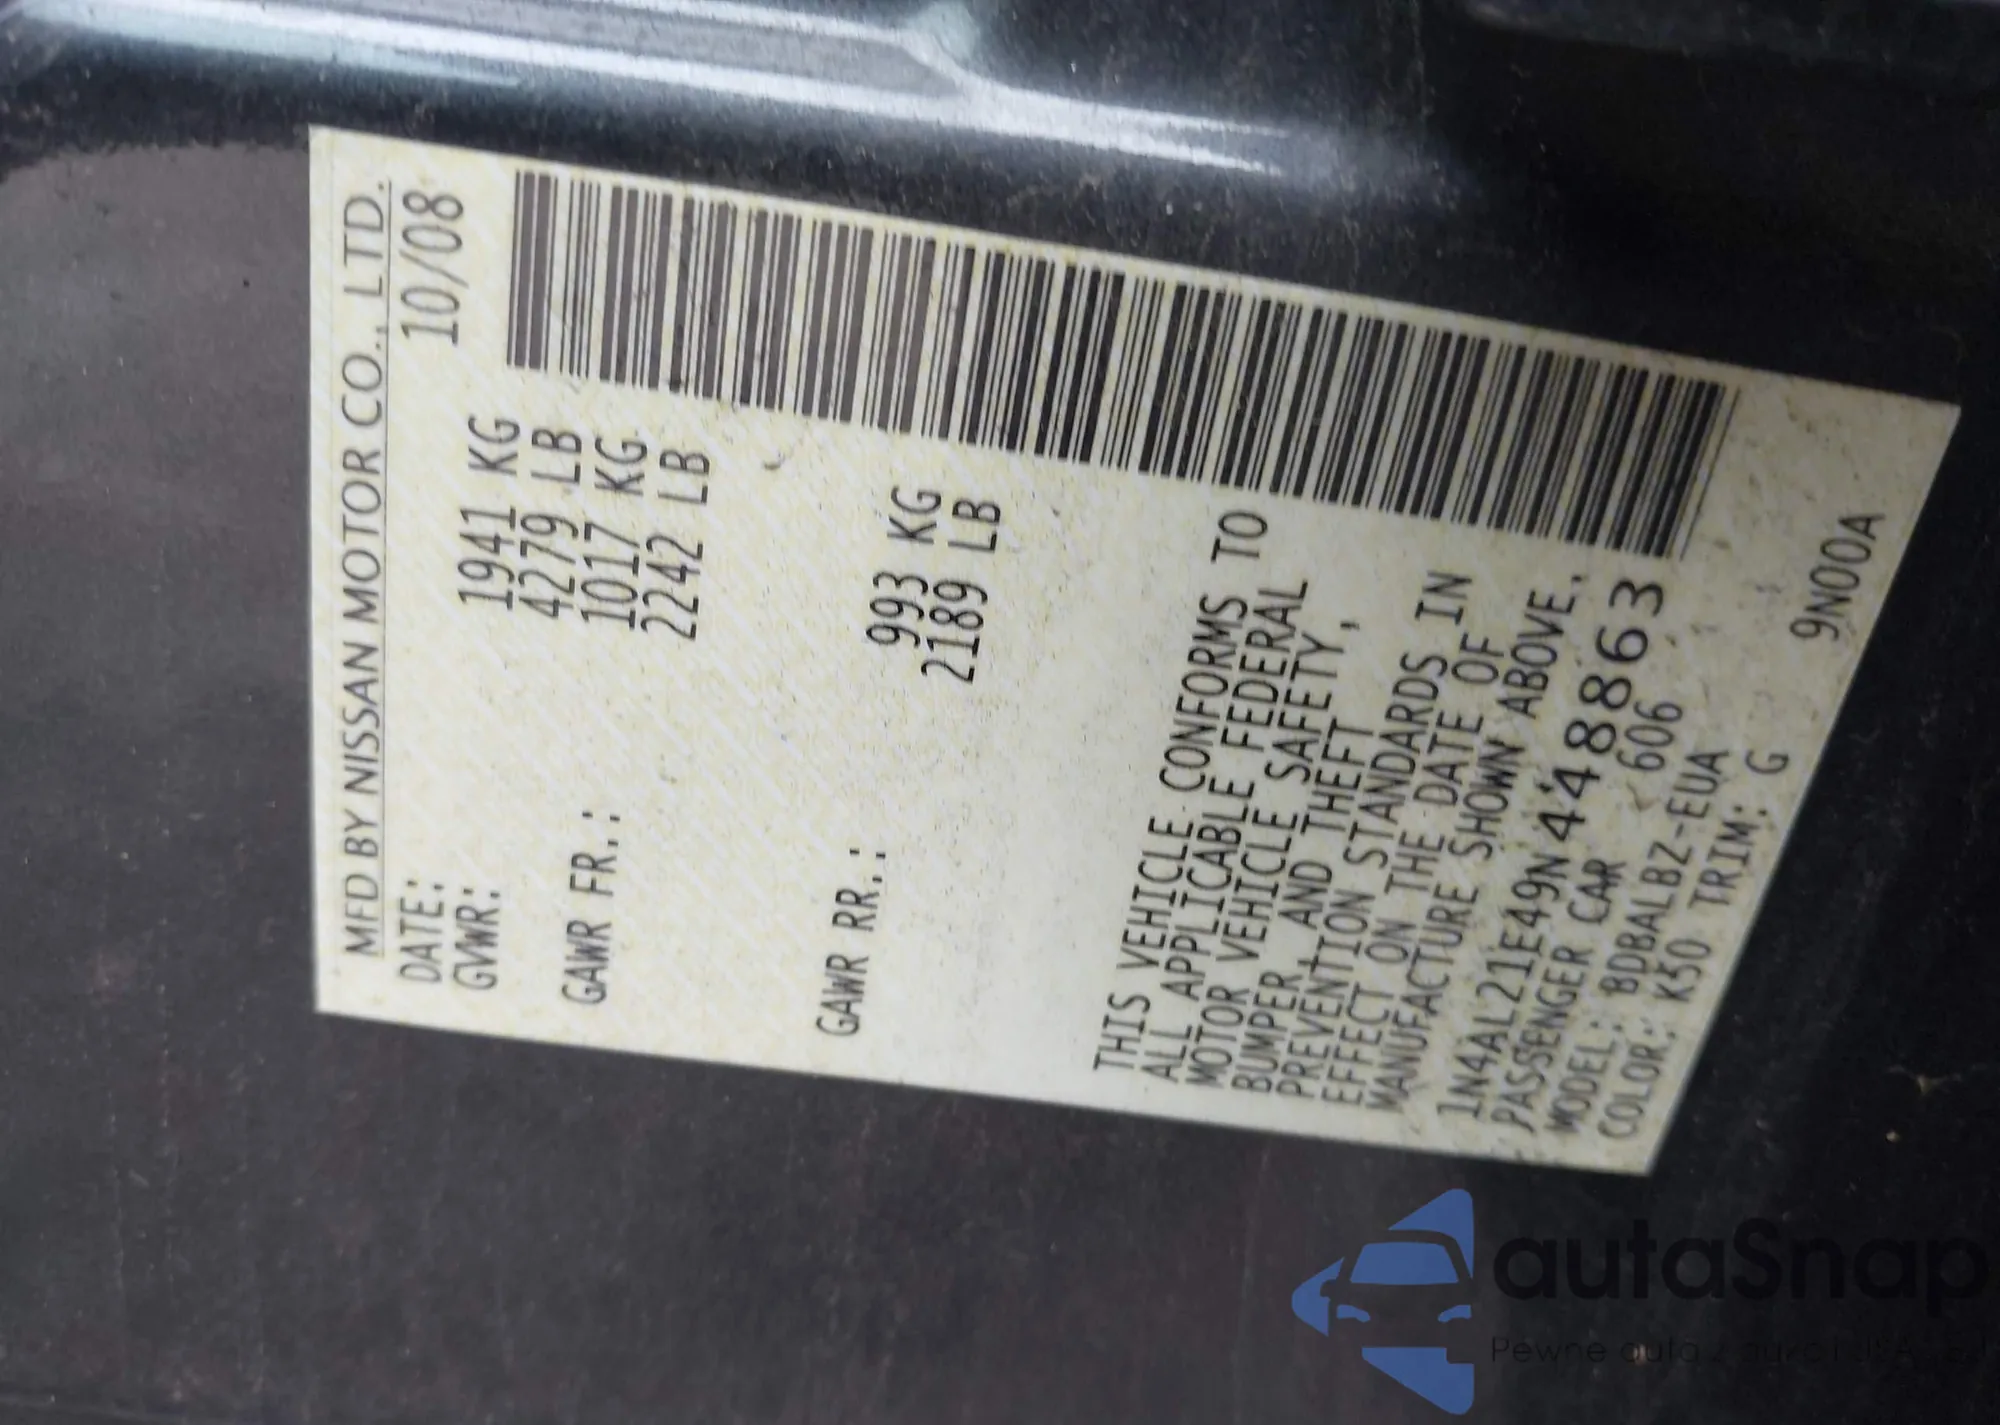 MFD BY NISSAN MOTOR CO., LTD.
DATE: 10/08
GVWR: 1941 KG
4279 LB
GAWR FR.: 1017 KG
2242 LB
GAWR RR.: 993 KG
2189 LB
THIS VEHICLE CONFORMS TO
ALL APPLICABLE FEDERAL
MOTOR VEHICLE SAFETY,
BUMPER, AND THEFT
PREVENTION STANDARDS IN
EFFECT ON THE DATE OF
MANUFACTURE SHOWN ABOVE.
1N4AL21E49N448863
PASSENGER CAR 606
MODEL: BDBALBZ-EUA
COLOR: K50 TRIM: G
9N00A
autaSnap
Pewne auta z